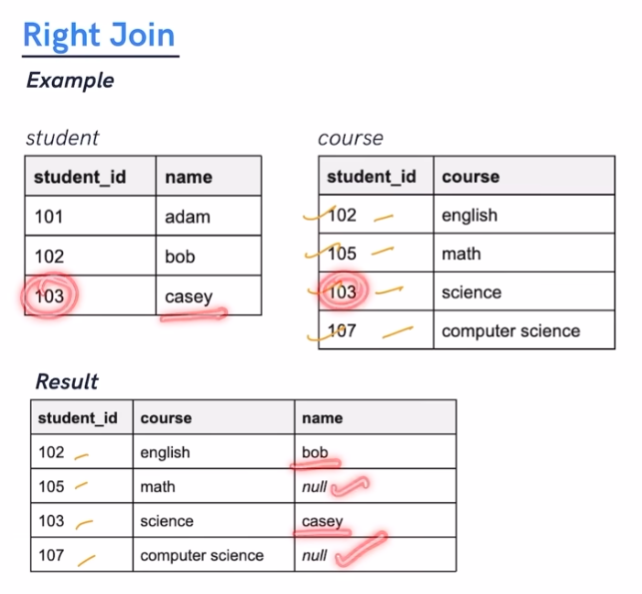 Right Join
Example
student
student_id name
101 adam
102 bob
103 casey
course
student_id course
102 english
105 math
103 science
107 computer science
Result
student_id course name
102 english bob
105 math null
103 science casey
107 computer science null